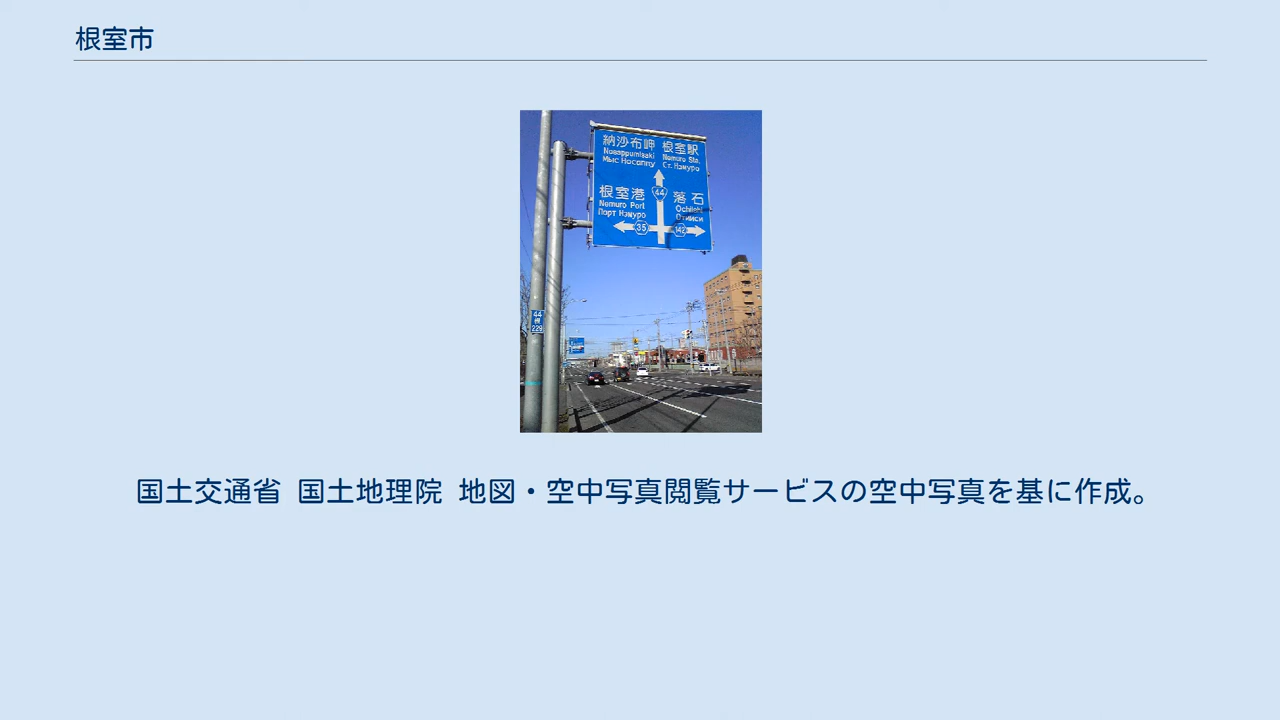 根室市
納沙布岬 根室駅
Nosappumisaki Nemuro Sta.
Мыс Носаппу Ст. Нэмуро
44
根室港 落石
Nemuro Port Ochiishi
Порт Нэмуро Отииси
35 142
44
根
229
国土交通省 国土地理院 地図・空中写真閲覧サービスの空中写真を基に作成。